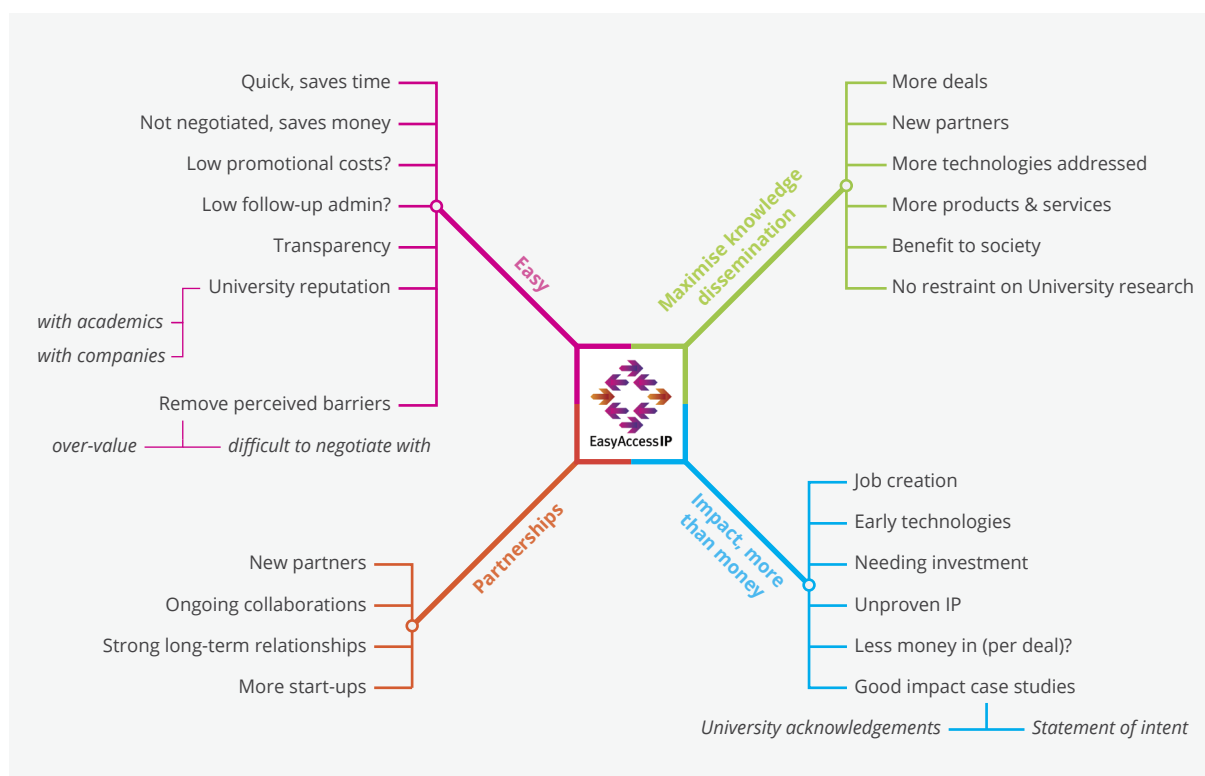 Quick, saves time
Not negotiated, saves money
Low promotional costs?
Low follow-up admin?
Transparency
University reputation
with academics
with companies
Remove perceived barriers
over-value
difficult to negotiate with
Easy
More deals
New partners
More technologies addressed
More products & services
Benefit to society
No restraint on University research
Maximise knowledge
dissemination
EasyAccessIP
Partnerships
New partners
Ongoing collaborations
Strong long-term relationships
More start-ups
Impact, more
than money
Job creation
Early technologies
Needing investment
Unproven IP
Less money in (per deal)?
Good impact case studies
University acknowledgements
Statement of intent